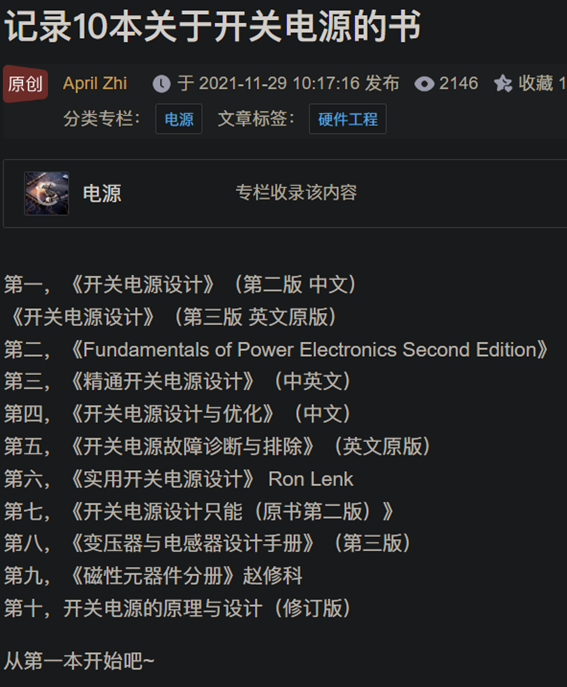 记录10本关于开关电源的书
原创 April Zhi 于 2021-11-29 10:17:16 发布 2146 收藏 1
分类专栏： 电源 文章标签： 硬件工程
电源 专栏收录该内容
第一，《开关电源设计》（第二版 中文）
《开关电源设计》（第三版 英文原版）
第二，《Fundamentals of Power Electronics Second Edition》
第三，《精通开关电源设计》（中英文）
第四，《开关电源设计与优化》（中文）
第五，《开关电源故障诊断与排除》（英文原版）
第六，《实用开关电源设计》 Ron Lenk
第七，《开关电源设计只能（原书第二版）》
第八，《变压器与电感器设计手册》（第三版）
第九，《磁性元器件分册》赵修科
第十，开关电源的原理与设计（修订版）
从第一本开始吧~